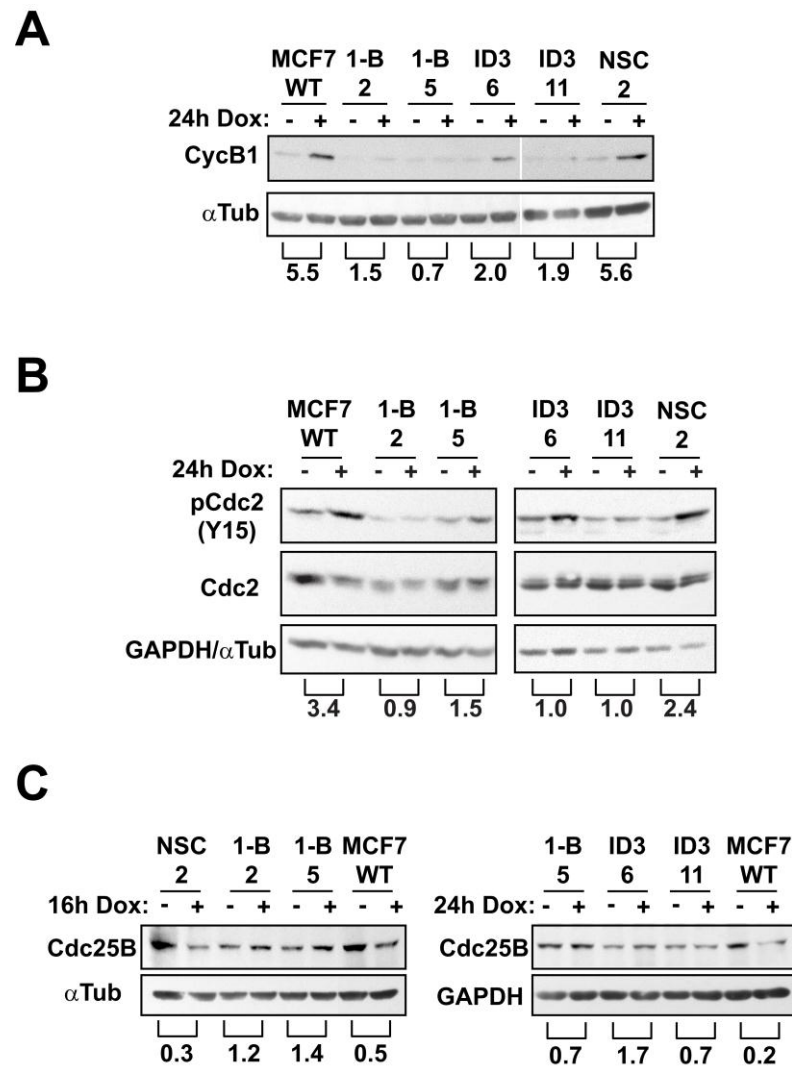 A
MCF7 1-B 1-B ID3 ID3 NSC
WT 2 5 6 11 2
24h Dox: - + - + - + - + - + - +
CycB1
αTub
5.5 1.5 0.7 2.0 1.9 5.6
B
MCF7 1-B 1-B ID3 ID3 NSC
WT 2 5 6 11 2
24h Dox: - + - + - + - + - + - +
pCdc2
(Y15)
Cdc2
GAPDH/αTub
3.4 0.9 1.5 1.0 1.0 2.4
C
NSC 1-B 1-B MCF7
2 2 5 WT
16h Dox: - + - + - + - +
Cdc25B
αTub
0.3 1.2 1.4 0.5
1-B ID3 ID3 MCF7
5 6 11 WT
24h Dox: - + - + - + - +
Cdc25B
GAPDH
0.7 1.7 0.7 0.2